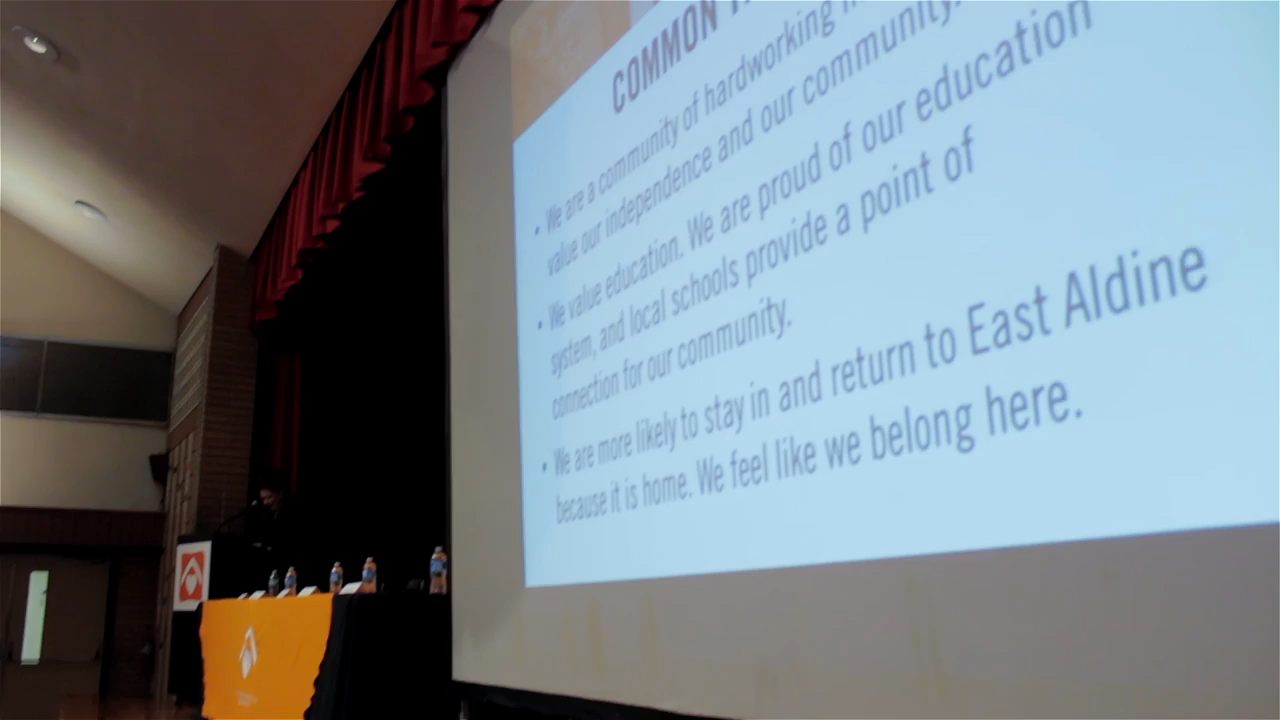 COMMON
• We are a community of hardworking
value our independence and our community.
• We value education. We are proud of our education
system, and local schools provide a point of
connection for our community.
• We are more likely to stay in and return to East Aldine
because it is home. We feel like we belong here.